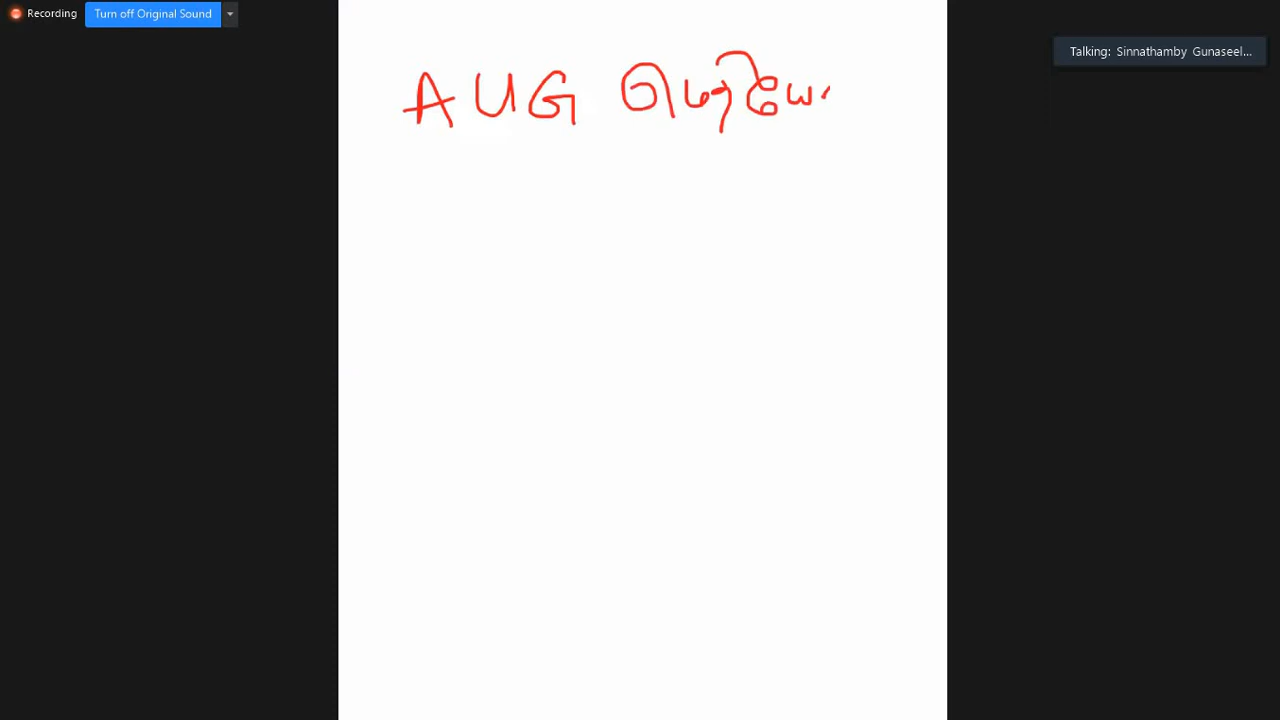 Recording
Turn off Original Sound
Talking: Sinnathamby Gunaseel...
AUG